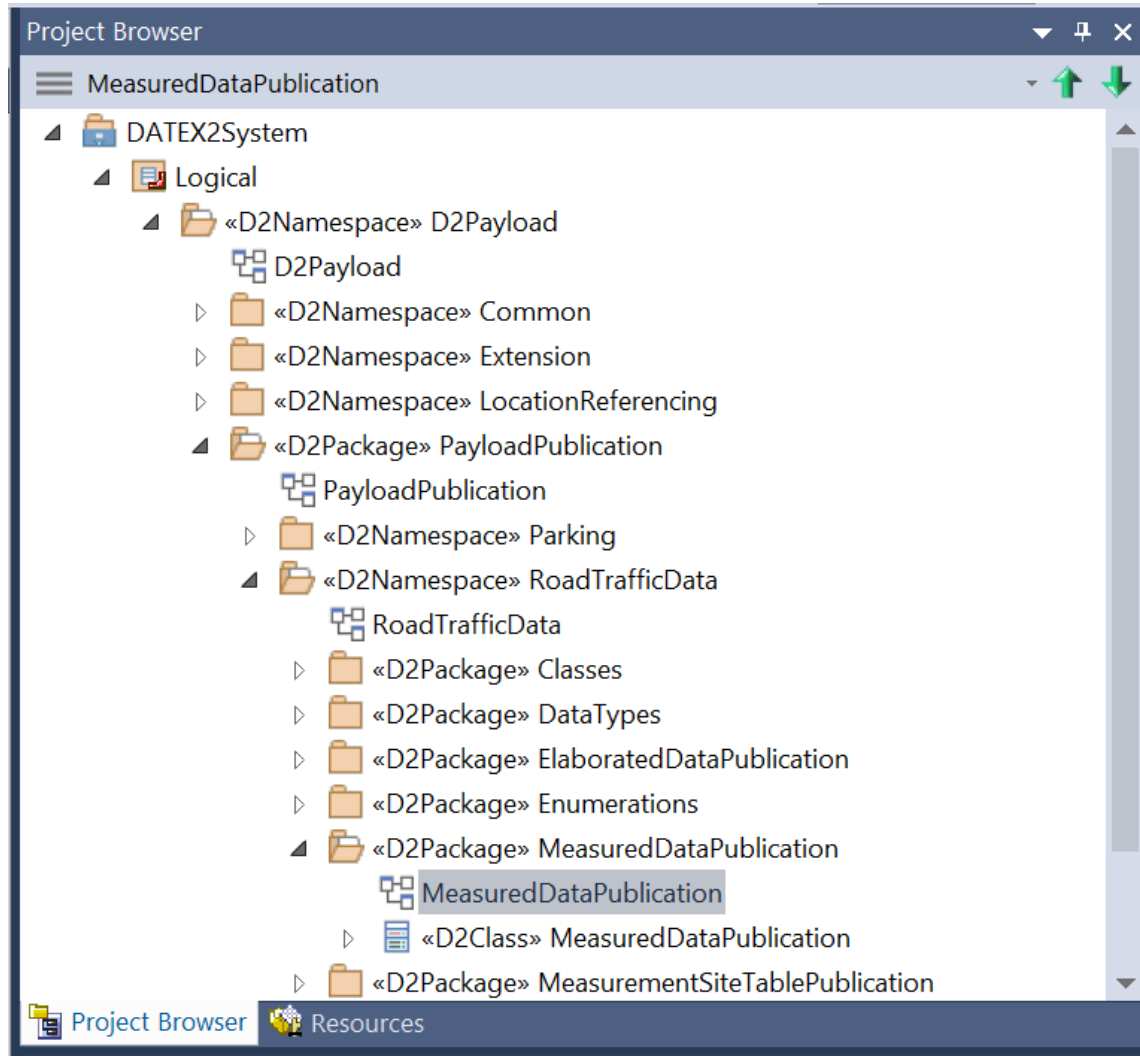 Project Browser
MeasuredDataPublication
DATEX2System
Logical
«D2Namespace» D2Payload
D2Payload
«D2Namespace» Common
«D2Namespace» Extension
«D2Namespace» LocationReferencing
«D2Package» PayloadPublication
PayloadPublication
«D2Namespace» Parking
«D2Namespace» RoadTrafficData
RoadTrafficData
«D2Package» Classes
«D2Package» DataTypes
«D2Package» ElaboratedDataPublication
«D2Package» Enumerations
«D2Package» MeasuredDataPublication
MeasuredDataPublication
«D2Class» MeasuredDataPublication
«D2Package» MeasurementSiteTablePublication
Project Browser Resources